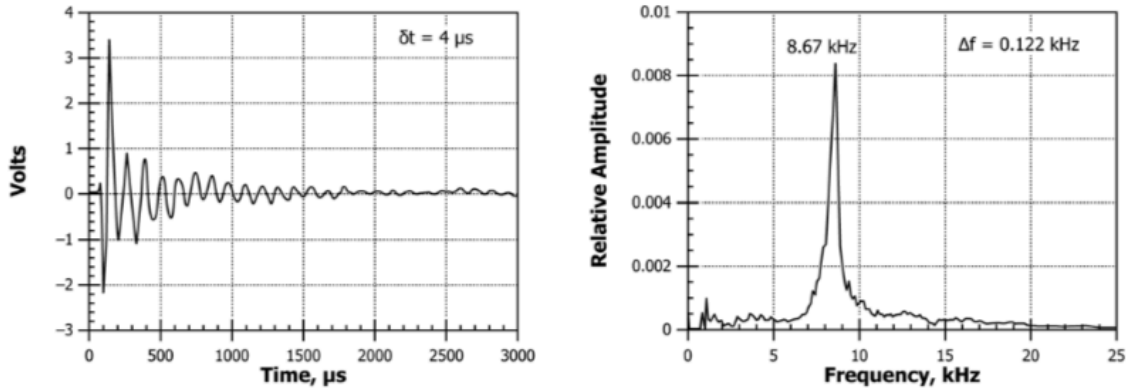 4
3
2
1
0
−1
−2
−3
Volts
δt = 4 μs
0 500 1000 1500 2000 2500 3000
Time, μs
0.01
0.008
0.006
0.004
0.002
0
Relative Amplitude
8.67 kHz
Δf = 0.122 kHz
0 5 10 15 20 25
Frequency, kHz